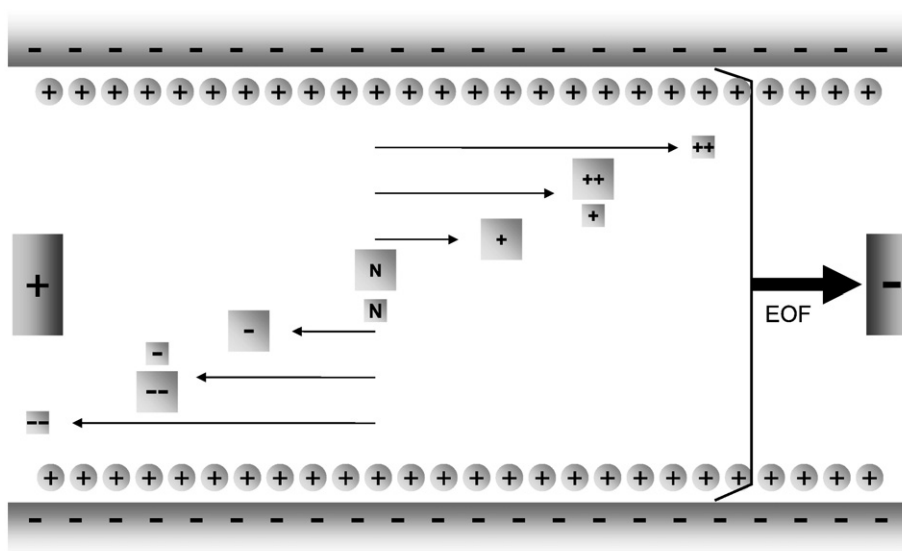 - - - - - - - - - - - - - - - - - - - - - -
+ + + + + + + + + + + + + + + + + + + + + + + + + +
++
++
+
+
N
+
-
EOF
N
-
-
--
--
+ + + + + + + + + + + + + + + + + + + + + + + + + +
- - - - - - - - - - - - - - - - - - - - - -